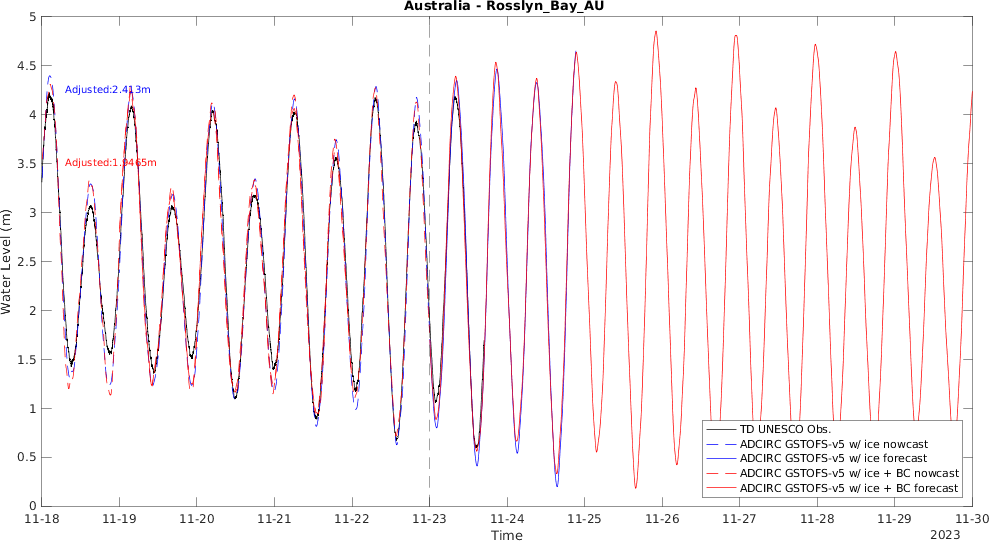 Australia - Rosslyn_Bay_AU
5
4.5
4
3.5
3
2.5
2
1.5
1
0.5
0
Water Level (m)
Adjusted:2.413m
Adjusted:1.9465m
TD UNESCO Obs.
ADCIRC GSTOFS-v5 w/ ice nowcast
ADCIRC GSTOFS-v5 w/ ice forecast
ADCIRC GSTOFS-v5 w/ ice + BC nowcast
ADCIRC GSTOFS-v5 w/ ice + BC forecast
11-18 11-19 11-20 11-21 11-22 11-23 11-24 11-25 11-26 11-27 11-28 11-29 11-30
Time
2023